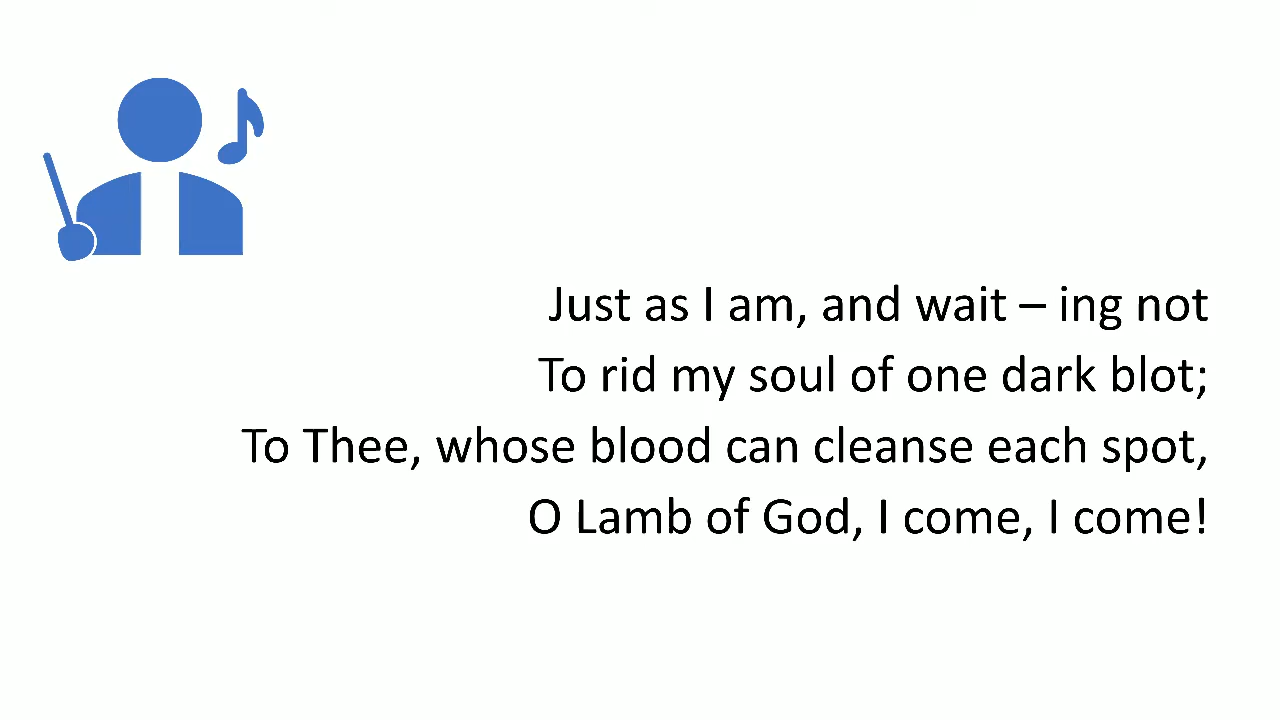 Just as I am, and wait – ing not
To rid my soul of one dark blot;
To Thee, whose blood can cleanse each spot,
O Lamb of God, I come, I come!